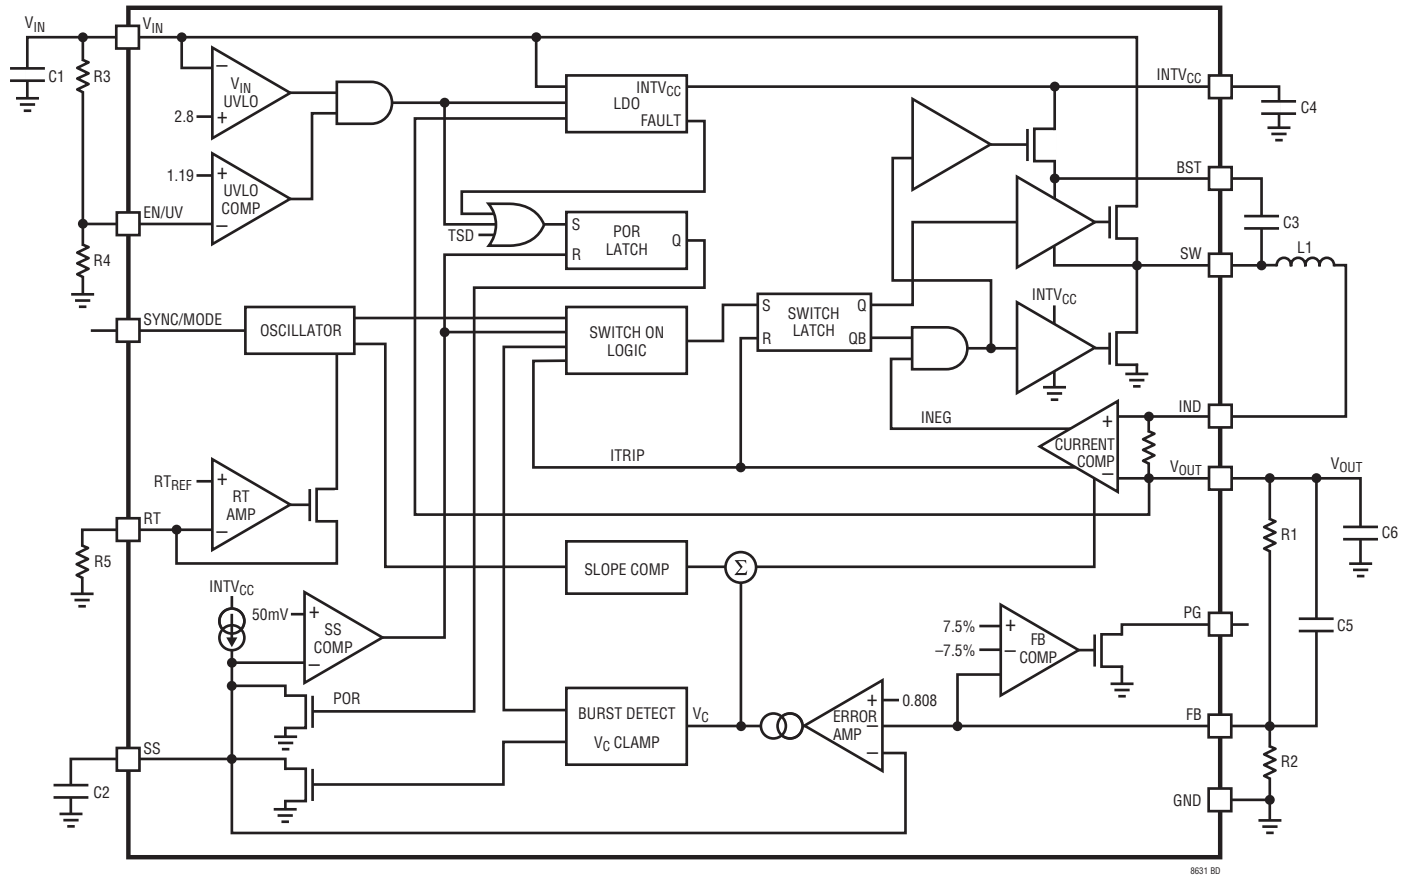 VIN
VIN
C1
R3
VIN
UVLO
2.8
−
+
1.19
+
UVLO
COMP
−
EN/UV
R4
INTVCC
LDO
FAULT
INTVCC
C4
TSD
S
POR
LATCH
Q
R
BST
C3
SW
L1
SYNC/MODE
OSCILLATOR
SWITCH ON
LOGIC
S
SWITCH
LATCH
Q
R
QB
INTVCC
IND
INEG
+
CURRENT
COMP
−
ITRIP
VOUT
VOUT
RTREF
+
RT
AMP
−
RT
R5
R1
C6
SLOPE COMP
Σ
INTVCC
50mV
+
SS
COMP
−
7.5%
+
−7.5%
−
FB
COMP
PG
C5
POR
BURST DETECT
VC CLAMP
VC
+
0.808
ERROR
AMP
−
−
FB
SS
C2
R2
GND
8631 BD